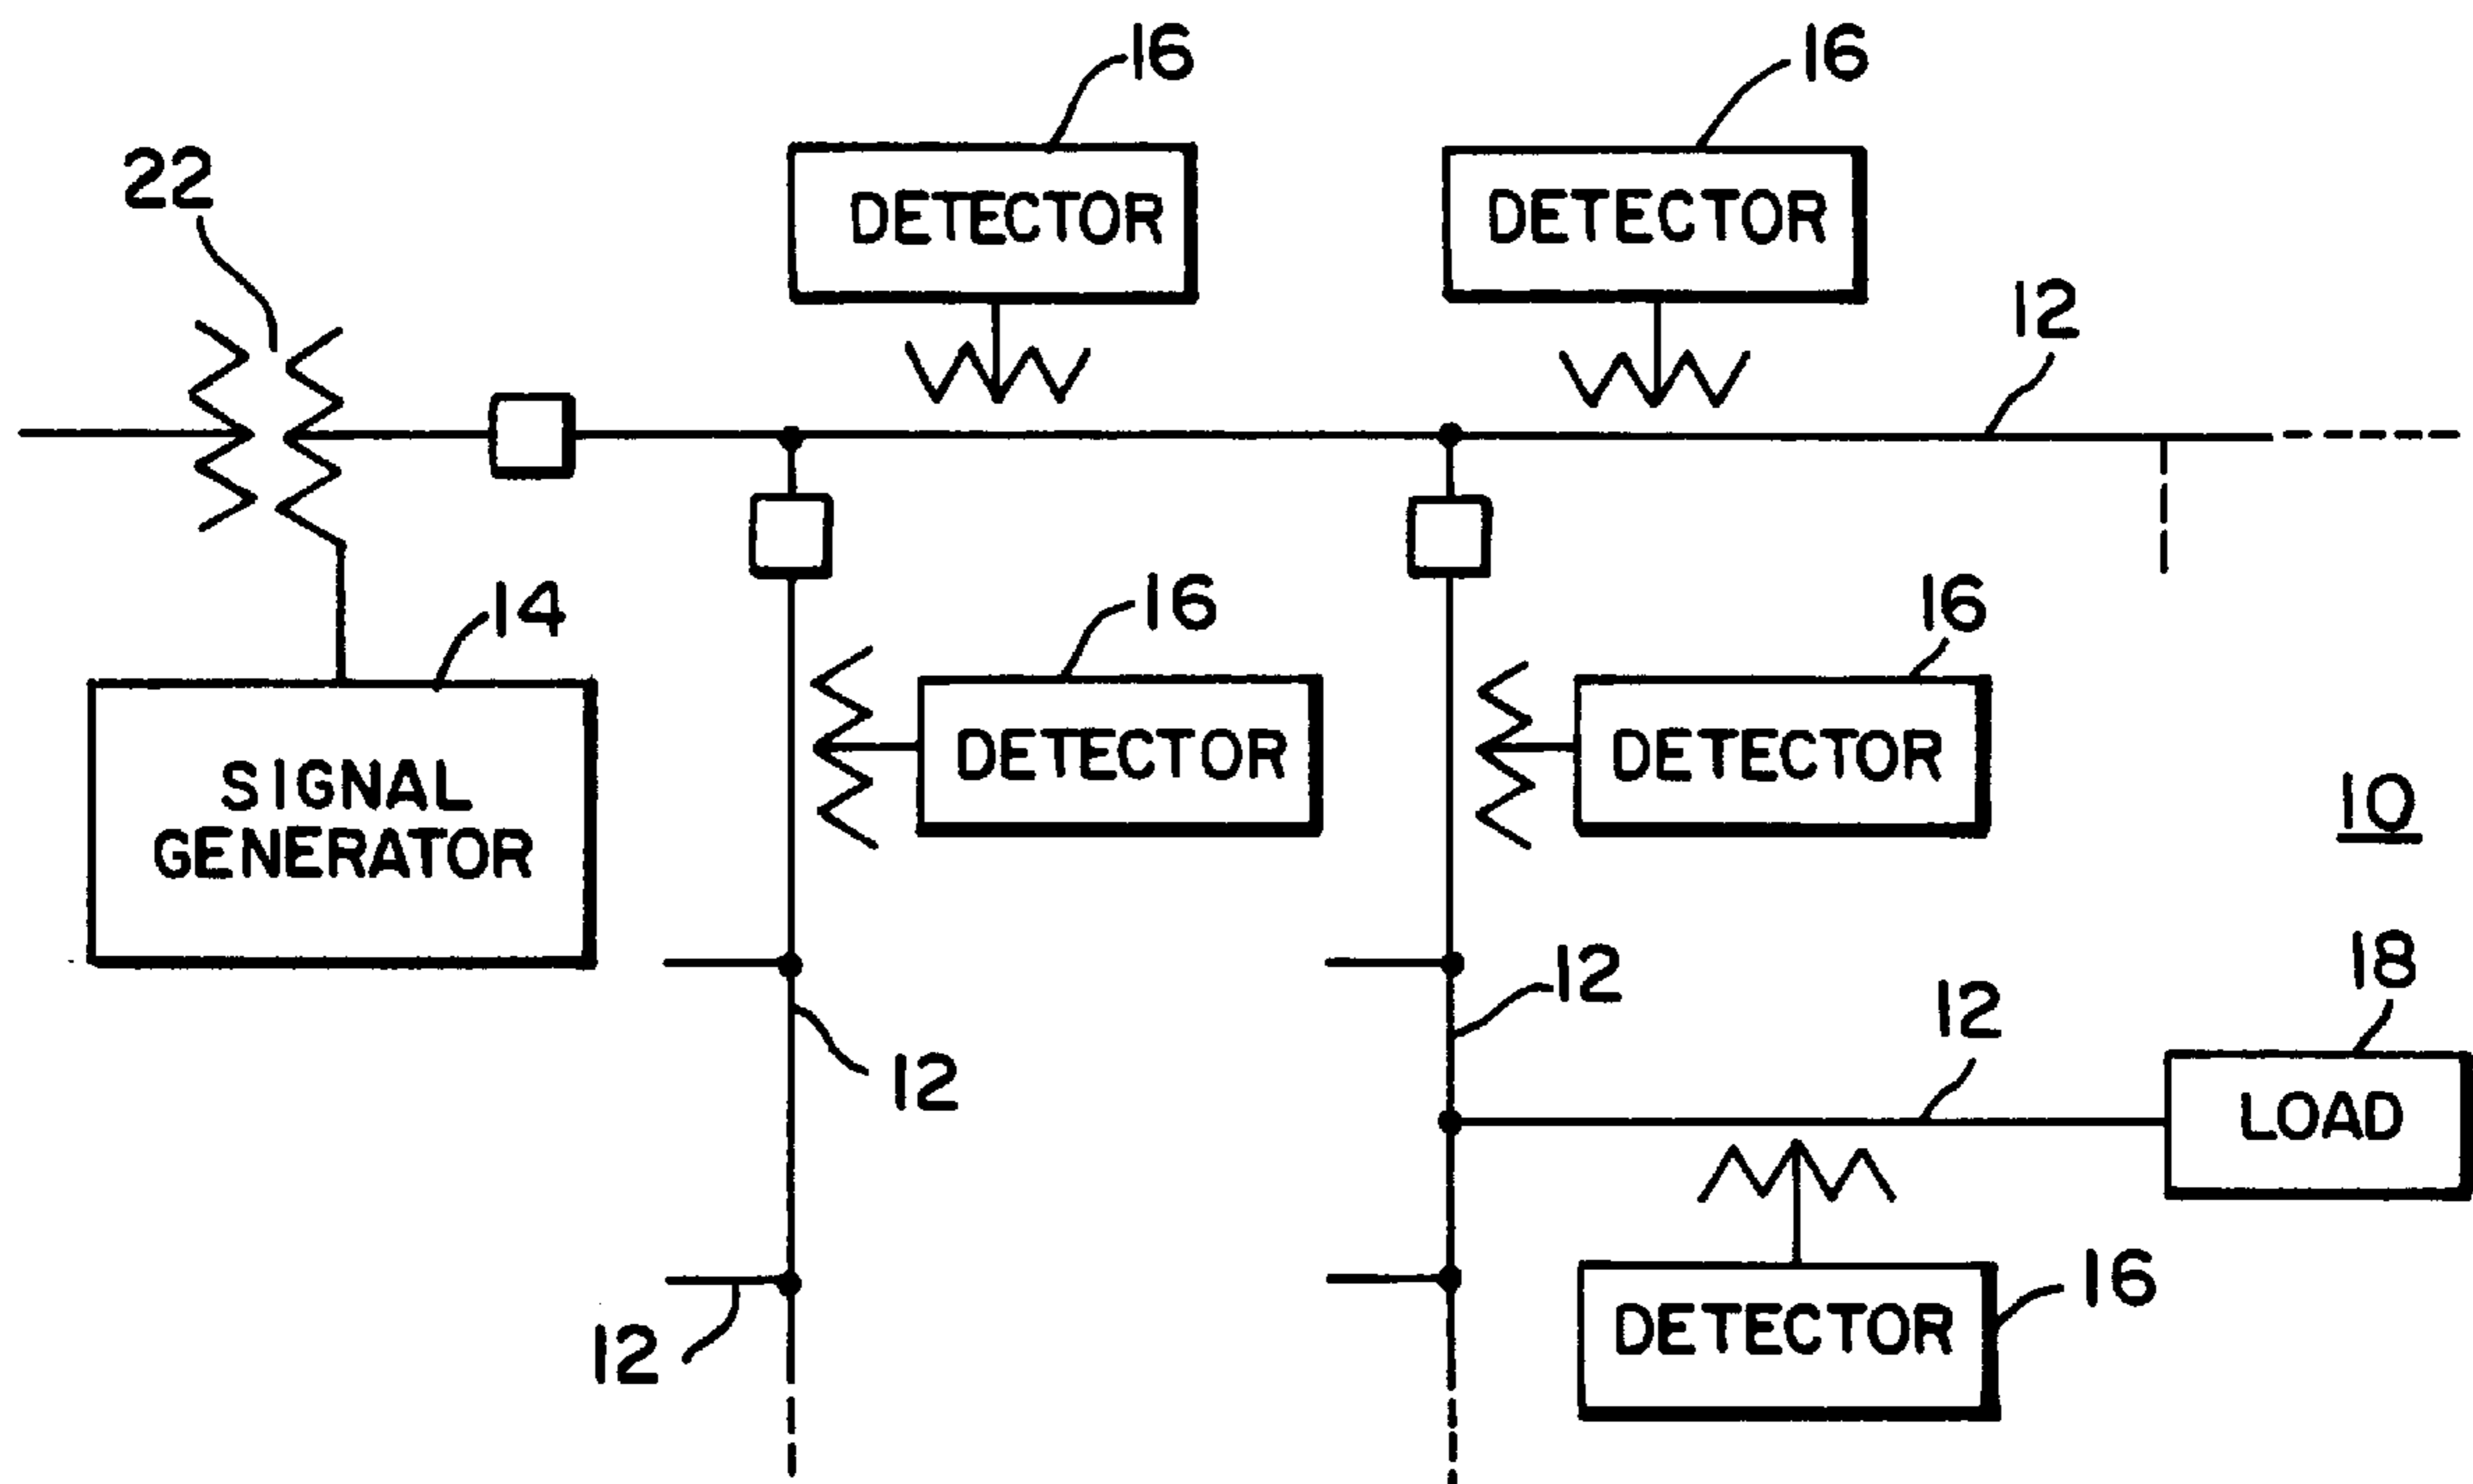 16
16
22
DETECTOR
DETECTOR
12
14
16
16
DETECTOR
DETECTOR
SIGNAL
GENERATOR
10
12
12
18
12
LOAD
12
16
DETECTOR